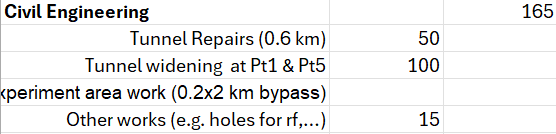 Civil Engineering 165
Tunnel Repairs (0.6 km) 50
Tunnel widening at Pt1 & Pt5 100
xperiment area work (0.2x2 km bypass)
Other works (e.g. holes for rf,...) 15